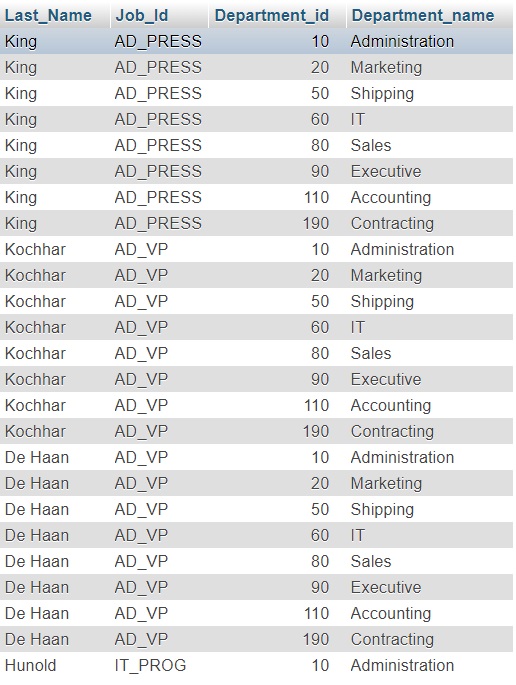 Last_Name Job_Id Department_id Department_name
King AD_PRESS 10 Administration
King AD_PRESS 20 Marketing
King AD_PRESS 50 Shipping
King AD_PRESS 60 IT
King AD_PRESS 80 Sales
King AD_PRESS 90 Executive
King AD_PRESS 110 Accounting
King AD_PRESS 190 Contracting
Kochhar AD_VP 10 Administration
Kochhar AD_VP 20 Marketing
Kochhar AD_VP 50 Shipping
Kochhar AD_VP 60 IT
Kochhar AD_VP 80 Sales
Kochhar AD_VP 90 Executive
Kochhar AD_VP 110 Accounting
Kochhar AD_VP 190 Contracting
De Haan AD_VP 10 Administration
De Haan AD_VP 20 Marketing
De Haan AD_VP 50 Shipping
De Haan AD_VP 60 IT
De Haan AD_VP 80 Sales
De Haan AD_VP 90 Executive
De Haan AD_VP 110 Accounting
De Haan AD_VP 190 Contracting
Hunold IT_PROG 10 Administration